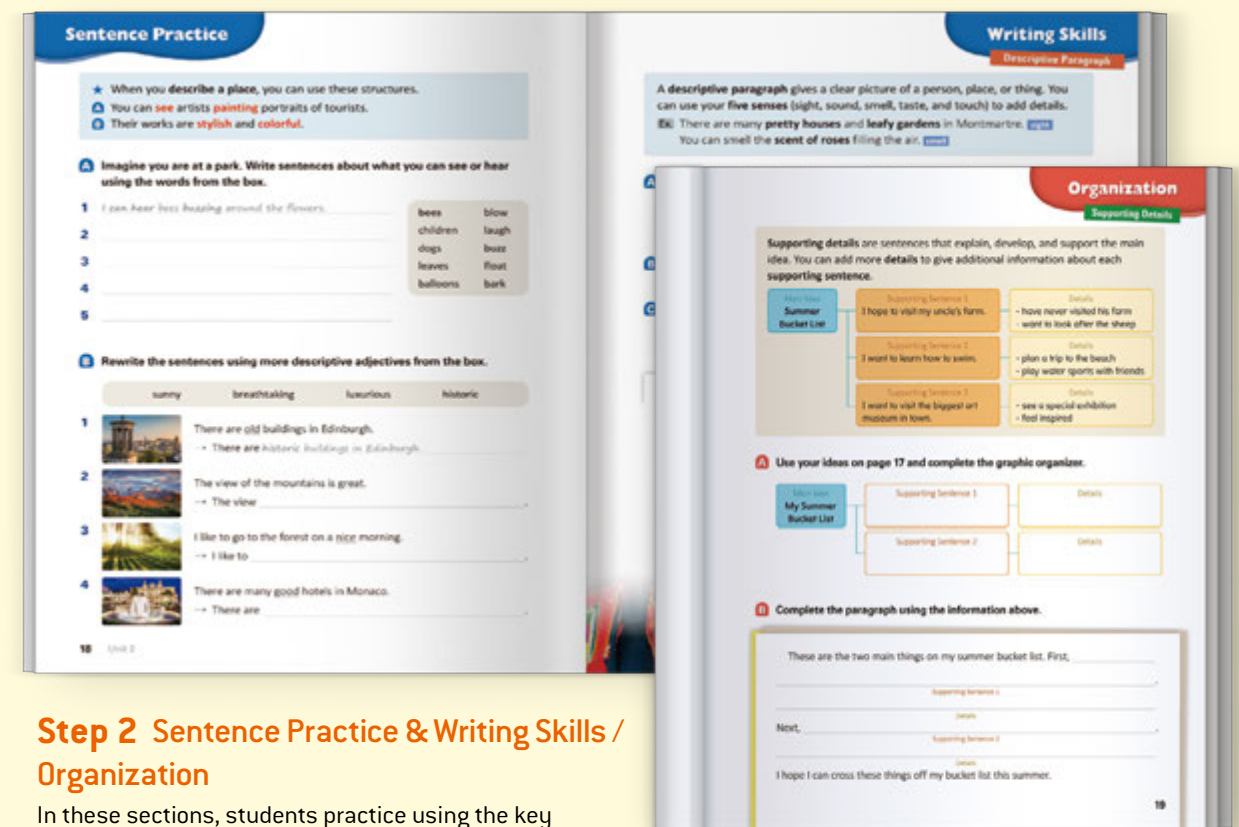 Sentence Practice
★ When you describe a place, you can use these structures.
You can see artists painting portraits of tourists.
Their works are stylish and colorful.
A Imagine you are at a park. Write sentences about what you can see or hear
using the words from the box.
1 I can hear bees buzzing around the flowers.
2
3
4
5
bees blow
children laugh
dogs buzz
leaves float
balloons bark
B Rewrite the sentences using more descriptive adjectives from the box.
sunny breathtaking luxurious historic
1 There are old buildings in Edinburgh.
→ There are historic buildings in Edinburgh
2 The view of the mountains is great.
→ The view .
3 I like to go to the forest on a nice morning.
→ I like to .
4 There are many good hotels in Monaco.
→ There are .
18 Unit 2
Writing Skills
Descriptive Paragraph
A descriptive paragraph gives a clear picture of a person, place, or thing. You
can use your five senses (sight, sound, smell, taste, and touch) to add details.
Ex There are many pretty houses and leafy gardens in Montmartre. sight
You can smell the scent of roses filling the air. smell
A
B
C
Organization
Supporting Details
Supporting details are sentences that explain, develop, and support the main
idea. You can add more details to give additional information about each
supporting sentence.
Main Idea
Summer
Bucket List
Supporting Sentence 1
I hope to visit my uncle's farm.
Details
- have never visited his farm
- want to look after the sheep
Supporting Sentence 2
I want to learn how to swim.
Details
- plan a trip to the beach
- play water sports with friends
Supporting Sentence 3
I want to visit the biggest art
museum in town.
Details
- see a special exhibition
- feel inspired
A Use your ideas on page 17 and complete the graphic organizer.
Main Idea
My Summer
Bucket List
Supporting Sentence 1
Details
Supporting Sentence 2
Details
B Complete the paragraph using the information above.
These are the two main things on my summer bucket list. First,
.
Supporting Sentence 1
.
Details
Next,
Supporting Sentence 2
.
Details
I hope I can cross these things off my bucket list this summer.
19
Step 2 Sentence Practice & Writing Skills /
Organization
In these sections, students practice using the key